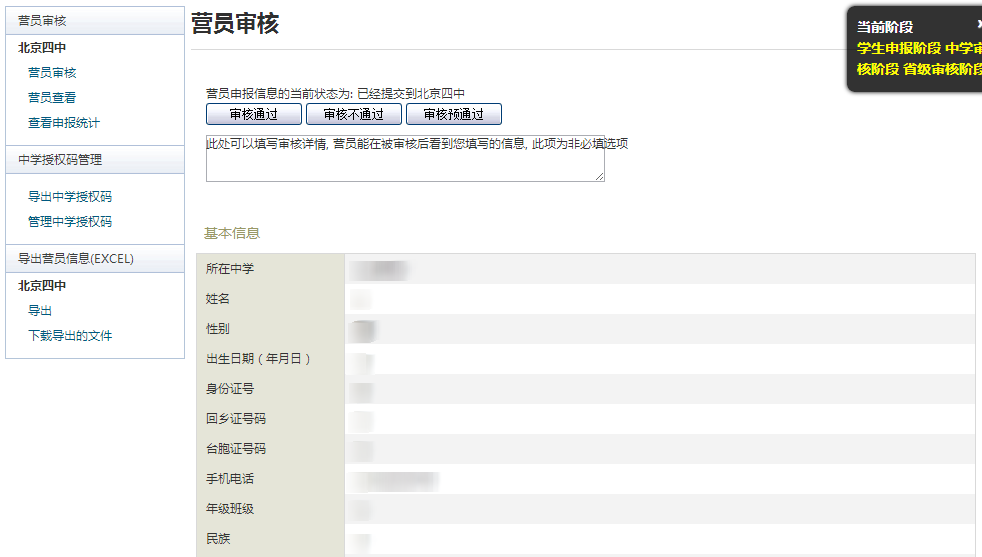 营员审核
北京四中
营员审核
营员查看
查看申报统计
中学授权码管理
导出中学授权码
管理中学授权码
导出营员信息(EXCEL)
北京四中
导出
下载导出的文件
营员审核
当前阶段
学生申报阶段 中学审
核阶段 省级审核阶段
营员申报信息的当前状态为: 已经提交到北京四中
审核通过 审核不通过 审核预通过
此处可以填写审核详情, 营员能在被审核后看到您填写的信息, 此项为非必填选项
基本信息
所在中学
姓名
性别
出生日期（年月日）
身份证号
回乡证号码
台胞证号码
手机电话
年级班级
民族